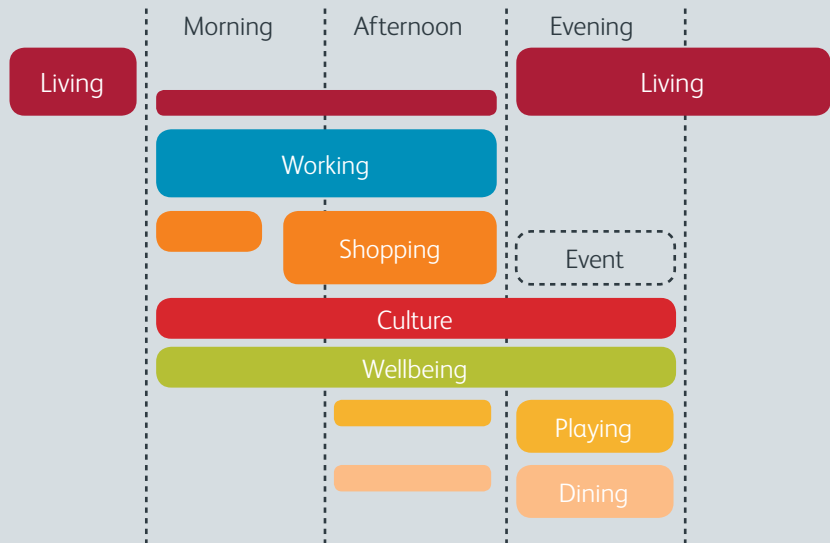 Morning Afternoon Evening
Living Living
Working
Shopping
Event
Culture
Wellbeing
Playing
Dining